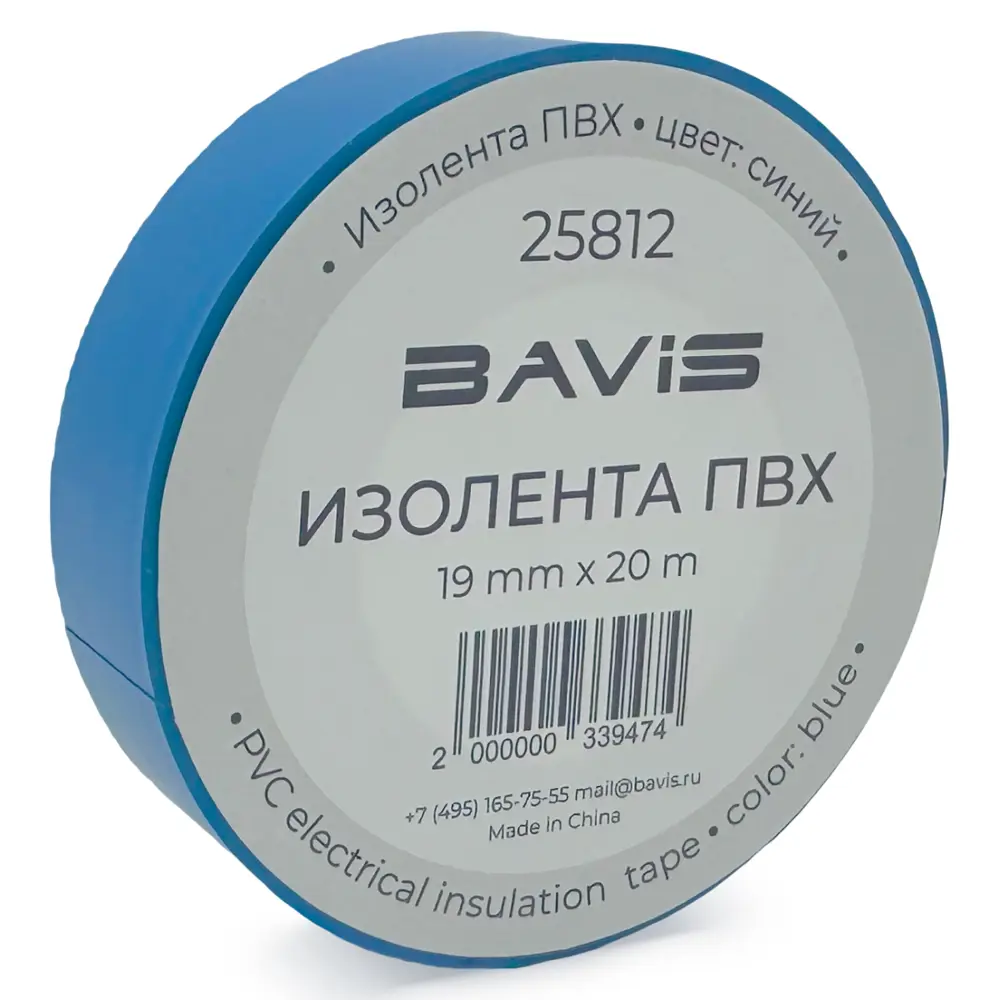 • Изолента ПВХ • цвет: синий •
25812
BAViS
ИЗОЛЕНТА ПВХ
19 mm x 20 m
2 000000 339474
+7 (495) 165-75-55 mail@bavis.ru
Made in China
• PVC electrical insulation tape • color: blue •